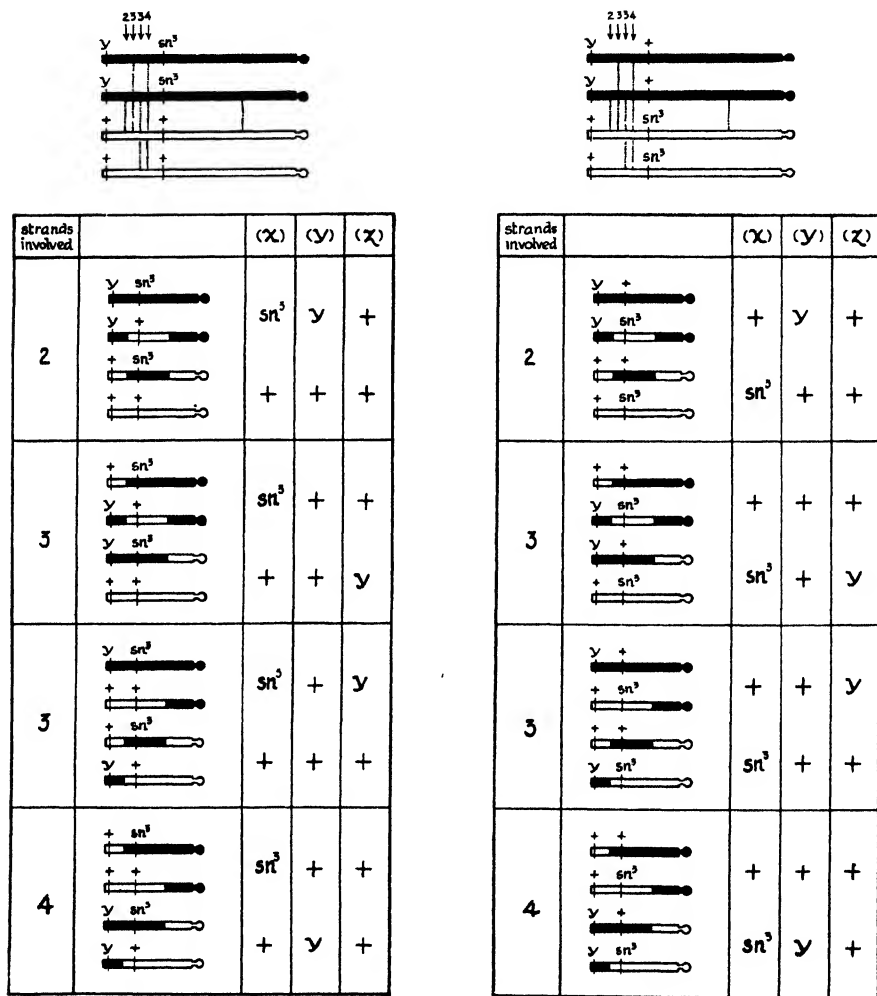 2334
y sn³
y sn³
+ +
+ +
strands
involved
(x) (y) (z)
2
y sn³
y +
+ sn³
+ +
sn³ y +
+ + +
3
+ sn³
y +
y sn³
+ +
sn³ + +
+ + y
3
y sn³
+ +
+ sn³
y +
sn³ + y
+ + +
4
+ sn³
+ +
y sn³
y +
sn³ + +
+ y +
2334
y +
y +
+ sn³
+ sn³
strands
involved
(x) (y) (z)
2
y +
y sn³
+ +
+ sn³
+ y +
sn³ + +
3
+ +
y sn³
y +
+ sn³
+ + +
sn³ + y
3
y +
+ sn³
+ +
y sn³
+ + y
sn³ + +
4
+ +
+ sn³
y +
y sn³
+ + +
sn³ y +